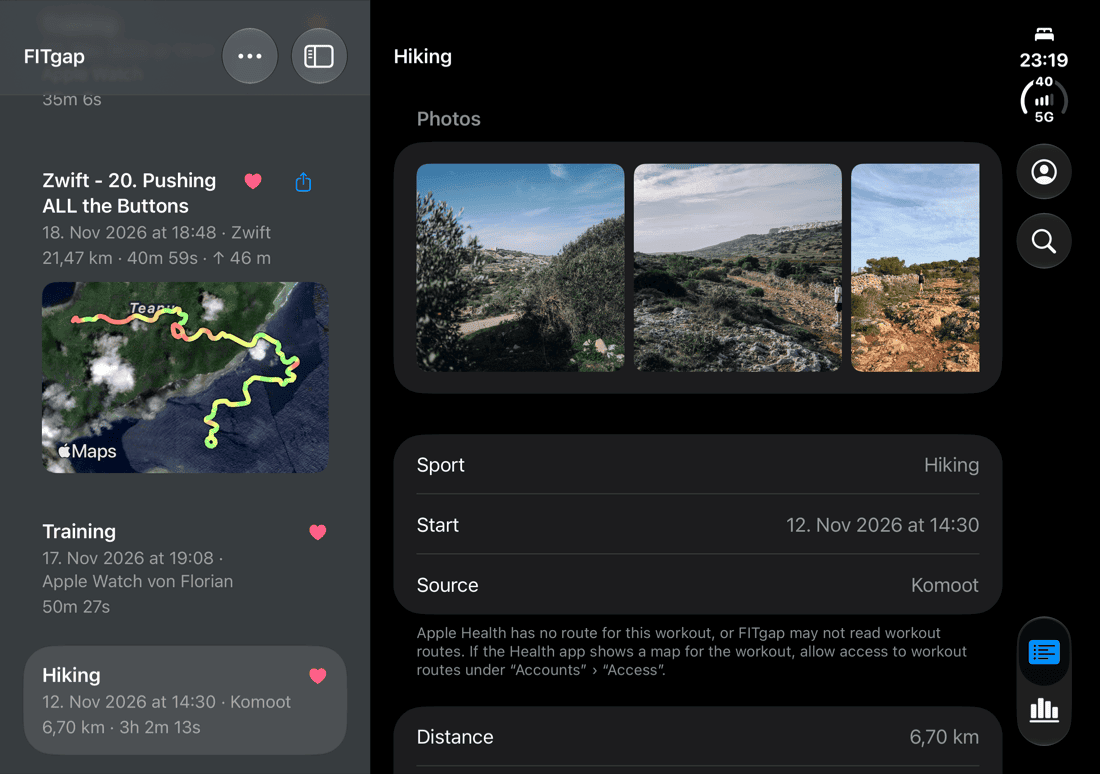 FITgap
35m 6s
Zwift - 20. Pushing
ALL the Buttons
18. Nov 2026 at 18:48 · Zwift
21,47 km · 40m 59s · ↑ 46 m
Maps
Training
17. Nov 2026 at 19:08 ·
Apple Watch von Florian
50m 27s
Hiking
12. Nov 2026 at 14:30 · Komoot
6,70 km · 3h 2m 13s
Hiking
Photos
Sport
Hiking
Start
12. Nov 2026 at 14:30
Source
Komoot
Apple Health has no route for this workout, or FITgap may not read workout
routes. If the Health app shows a map for the workout, allow access to workout
routes under “Accounts” › “Access”.
Distance
6,70 km
23:19
40
5G